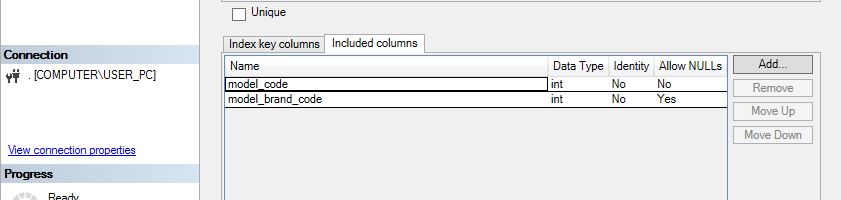 Unique
Connection
. [COMPUTER\USER_PC]
View connection properties
Progress
Ready
Index key columns Included columns
Name Data Type Identity Allow NULLs
model_code int No No
model_brand_code int No Yes
Add...
Remove
Move Up
Move Down